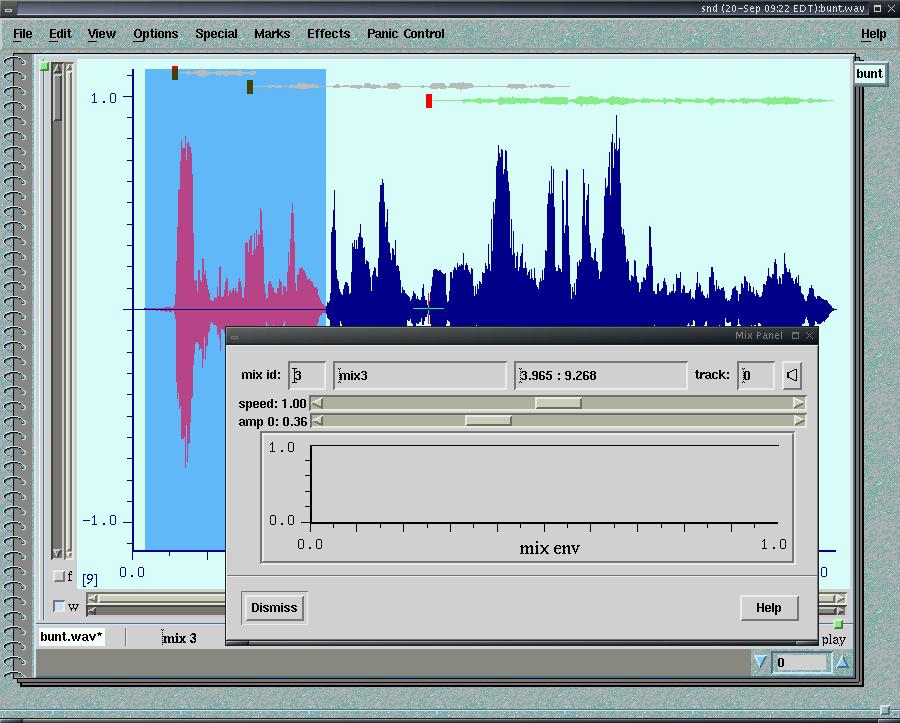 snd (20-Sep 09:22 EDT):bunt.wav
File Edit View Options Special Marks Effects Panic Control Help
bunt
1.0
Mix Panel
mix id: 3 mix3 3.965 : 9.268 track: 0
speed: 1.00
amp 0: 0.36
1.0
0.0
0.0 mix env 1.0
-1.0
0.0 0
[9]
f
w
Dismiss Help
bunt.wav* mix 3 play
0